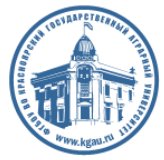 ФГБОУ ВО КРАСНОЯРСКИЙ ГОСУДАРСТВЕННЫЙ АГРАРНЫЙ УНИВЕРСИТЕТ
www.kgau.ru